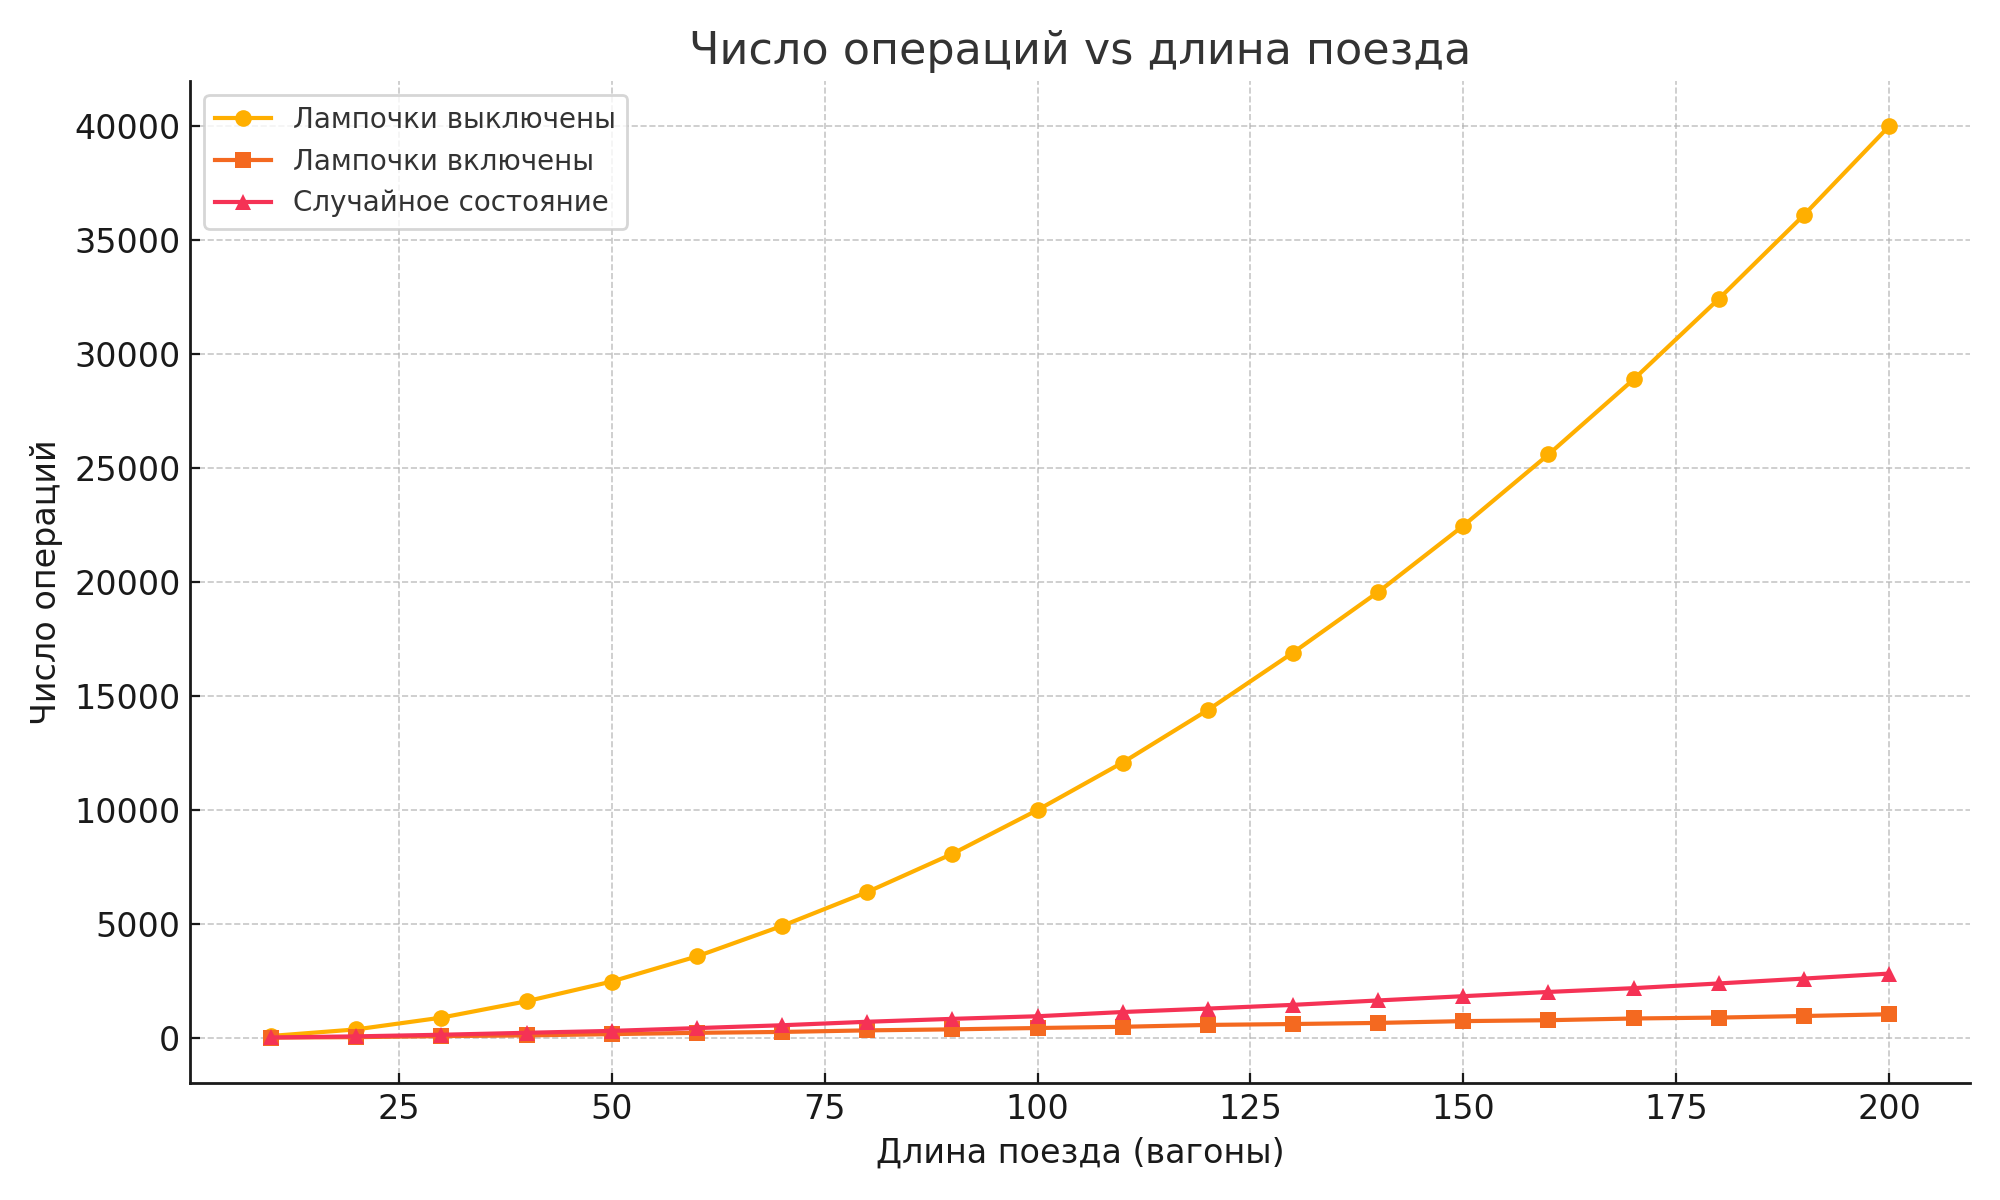 Число операций vs длина поезда
Лампочки выключены
Лампочки включены
Случайное состояние
Число операций
40000
35000
30000
25000
20000
15000
10000
5000
0
25 50 75 100 125 150 175 200
Длина поезда (вагоны)